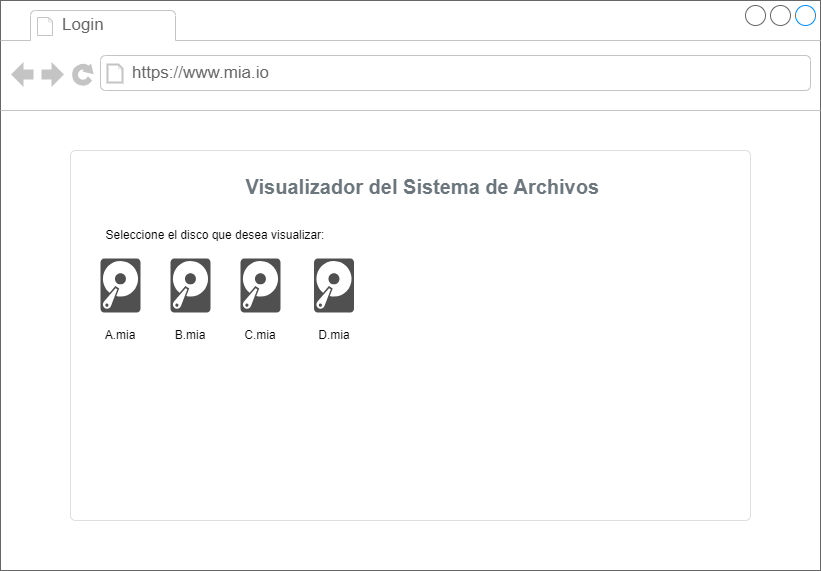 Login
https://www.mia.io
Visualizador del Sistema de Archivos
Seleccione el disco que desea visualizar:
A.mia B.mia C.mia D.mia